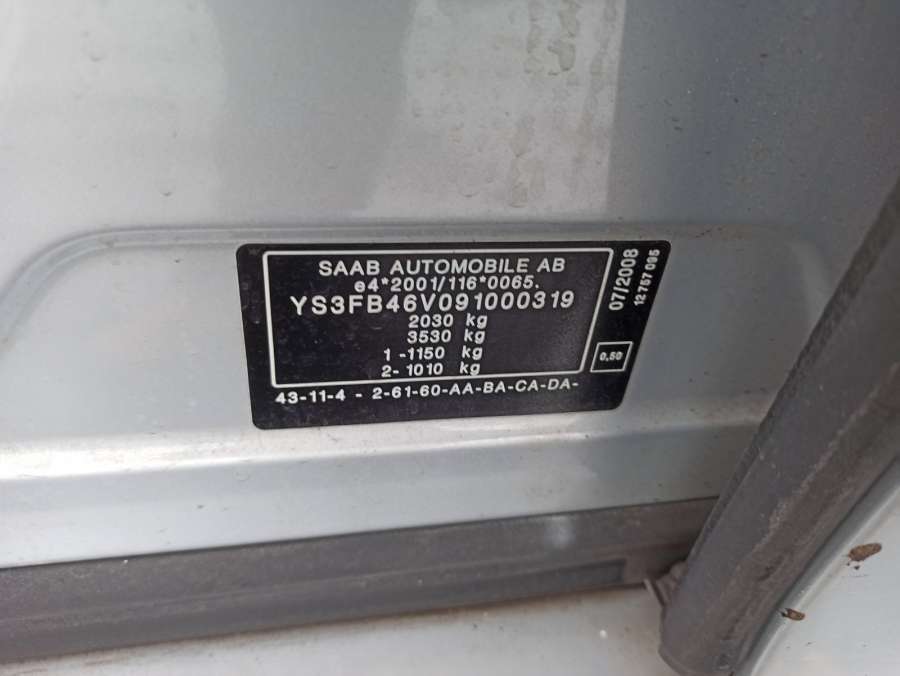 SAAB AUTOMOBILE AB
e4*2001/116*0065.
YS3FB46V091000319
2030 kg
3530 kg
1 -1150 kg
2- 1010 kg
43-11-4 - 2-61-60-AA-BA-CA-DA-
07/2008
12 757 095
0,50